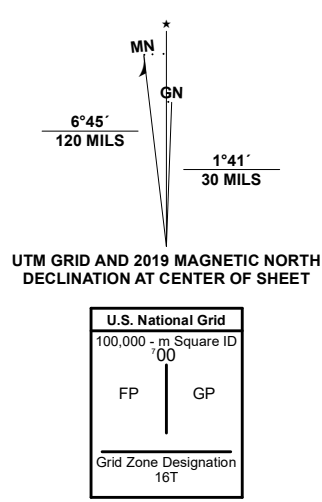 MN
GN
6°45´
120 MILS
1°41´
30 MILS
UTM GRID AND 2019 MAGNETIC NORTH
DECLINATION AT CENTER OF SHEET
U.S. National Grid
100,000 - m Square ID
⁷00
FP GP
Grid Zone Designation
16T